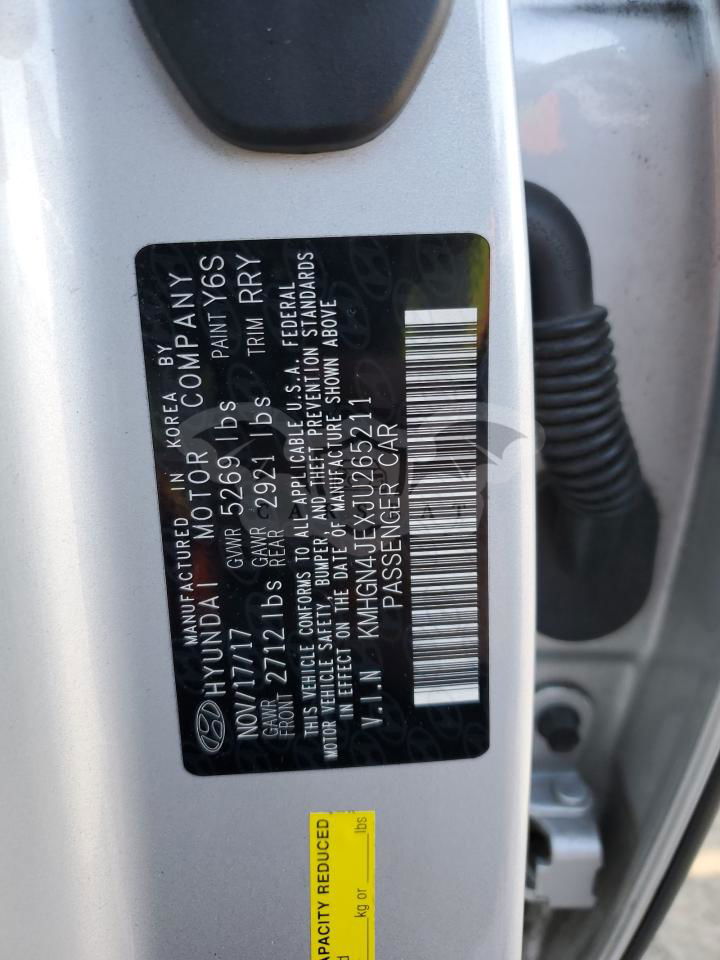 MANUFACTURED IN KOREA BY
HYUNDAI MOTOR COMPANY
NOV/17/17 GVWR 5269 lbs PAINT Y6S
GAWR FRONT 2712 lbs GAWR REAR 2921 lbs TRIM RRY
THIS VEHICLE CONFORMS TO ALL APPLICABLE U.S.A. FEDERAL
MOTOR VEHICLE SAFETY, BUMPER, AND THEFT PREVENTION STANDARDS
IN EFFECT ON THE DATE OF MANUFACTURE SHOWN ABOVE
V.I.N KMHGN4JEXJU265211
PASSENGER CAR
APACITY REDUCED
kg or ____lbs